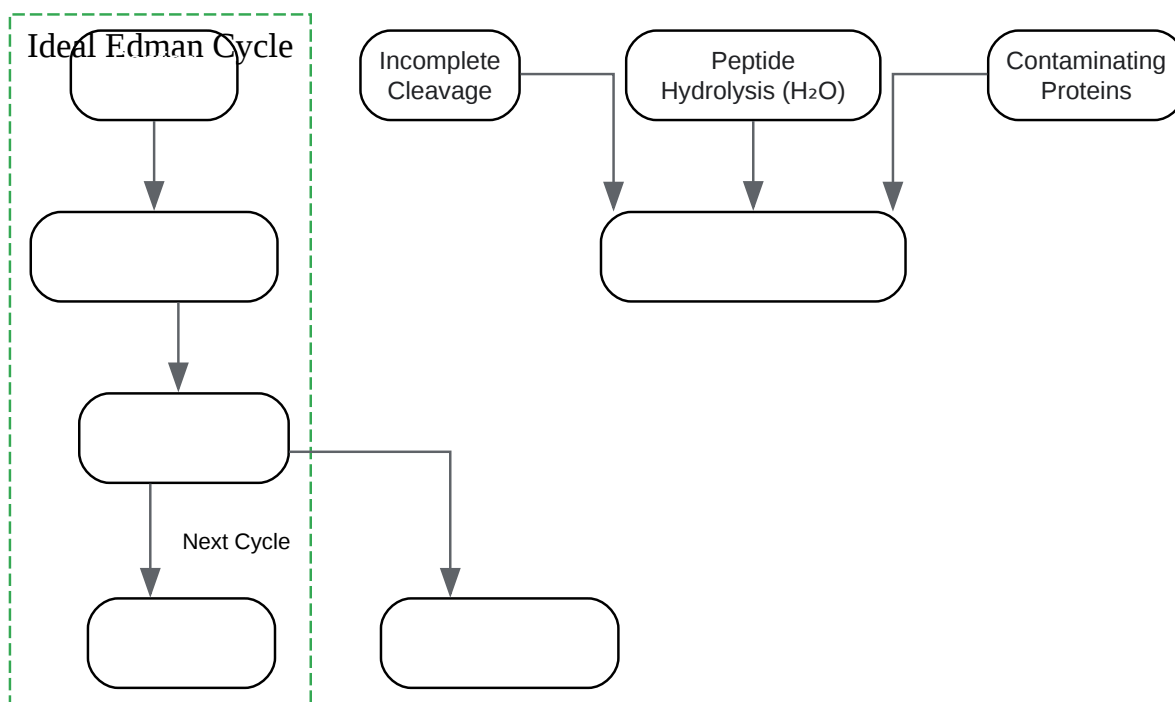 Ideal Edman Cycle
Incomplete
Cleavage
Peptide
Hydrolysis (H₂O)
Contaminating
Proteins
Next Cycle